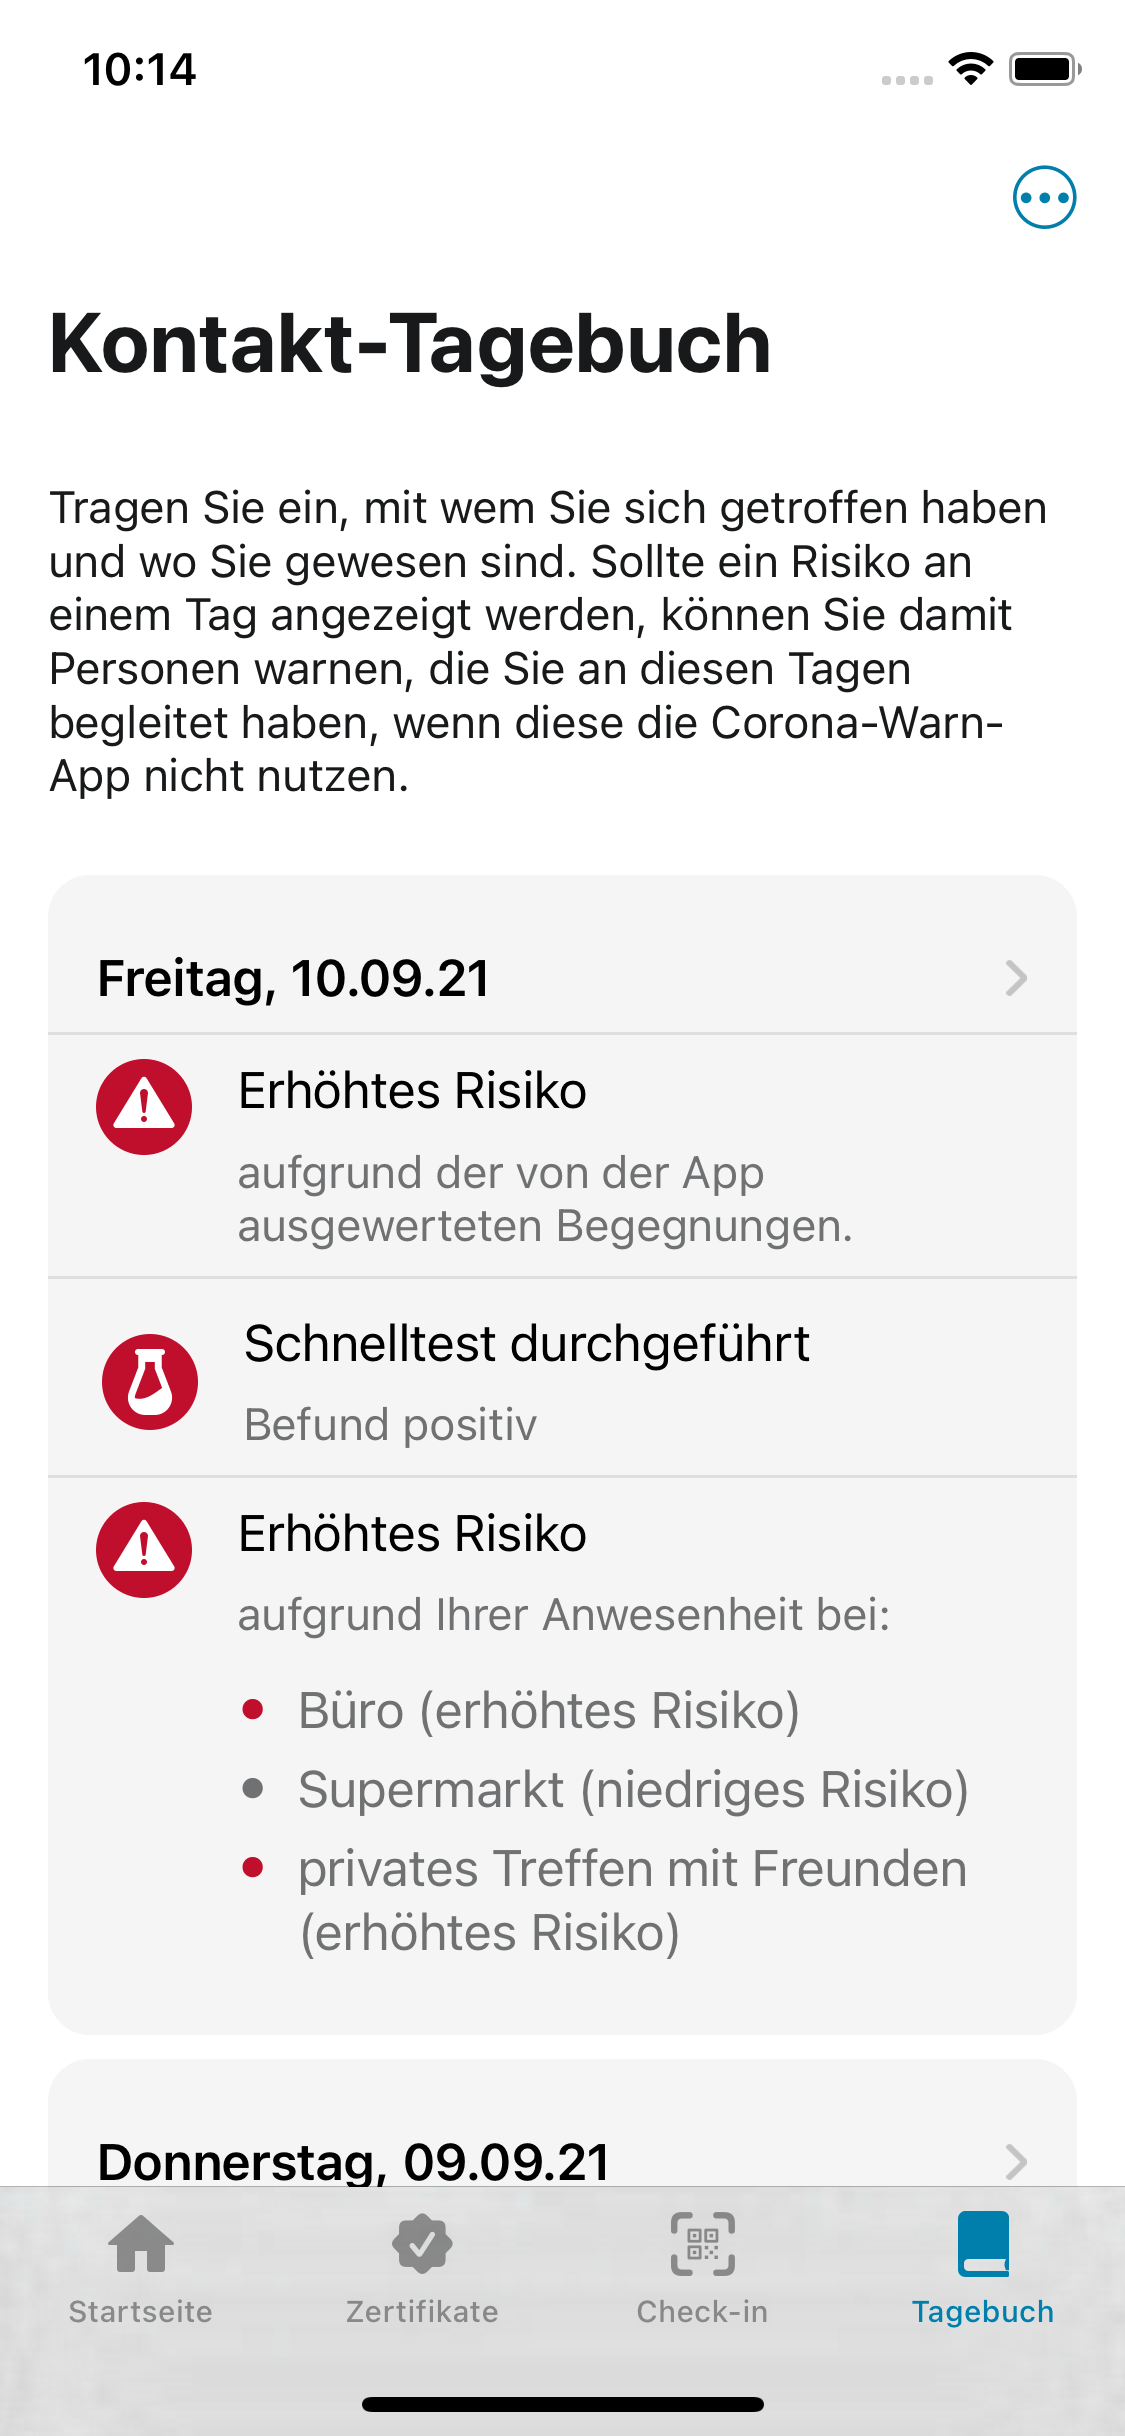 10:14
Kontakt-Tagebuch
Tragen Sie ein, mit wem Sie sich getroffen haben
und wo Sie gewesen sind. Sollte ein Risiko an
einem Tag angezeigt werden, können Sie damit
Personen warnen, die Sie an diesen Tagen
begleitet haben, wenn diese die Corona-Warn-
App nicht nutzen.
Freitag, 10.09.21
Erhöhtes Risiko
aufgrund der von der App
ausgewerteten Begegnungen.
Schnelltest durchgeführt
Befund positiv
Erhöhtes Risiko
aufgrund Ihrer Anwesenheit bei:
• Büro (erhöhtes Risiko)
• Supermarkt (niedriges Risiko)
• privates Treffen mit Freunden
(erhöhtes Risiko)
Donnerstag, 09.09.21
Startseite
Zertifikate
Check-in
Tagebuch